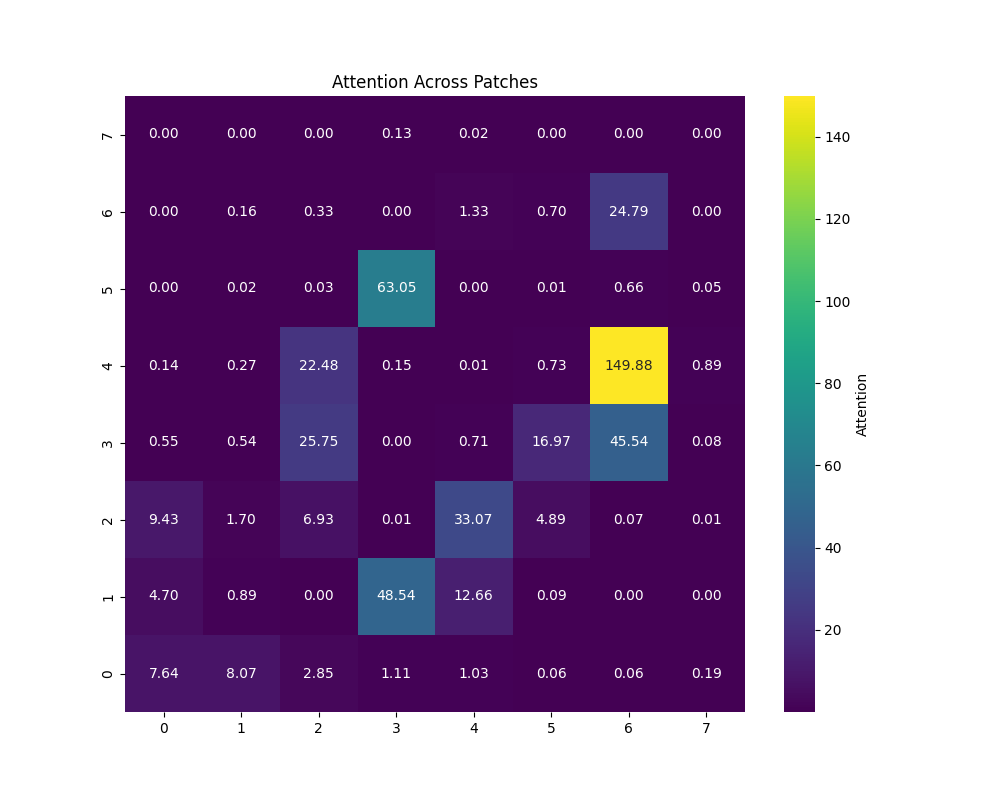 Attention Across Patches
7 0.00 0.00 0.00 0.13 0.02 0.00 0.00 0.00
6 0.00 0.16 0.33 0.00 1.33 0.70 24.79 0.00
5 0.00 0.02 0.03 63.05 0.00 0.01 0.66 0.05
4 0.14 0.27 22.48 0.15 0.01 0.73 149.88 0.89
3 0.55 0.54 25.75 0.00 0.71 16.97 45.54 0.08
2 9.43 1.70 6.93 0.01 33.07 4.89 0.07 0.01
1 4.70 0.89 0.00 48.54 12.66 0.09 0.00 0.00
0 7.64 8.07 2.85 1.11 1.03 0.06 0.06 0.19
0 1 2 3 4 5 6 7
140
120
100
80
60
40
20
Attention